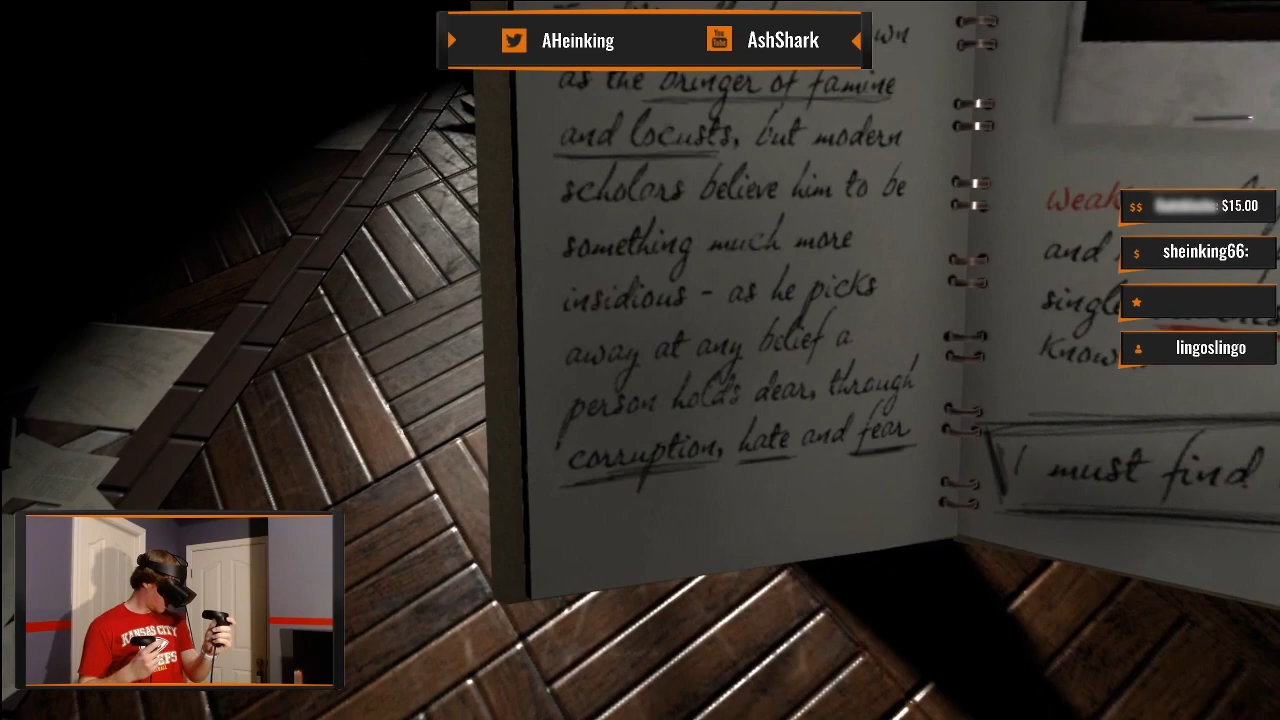 AHeinking
AshShark
as the bringer of famine
and locusts, but modern
scholars believe him to be
something much more
insidious - as he picks
away at any belief a
person holds dear, through
corruption, hate and fear
and
I must find
$$ $15.00
$ sheinking66:
lingoslingo
KANSAS CITY